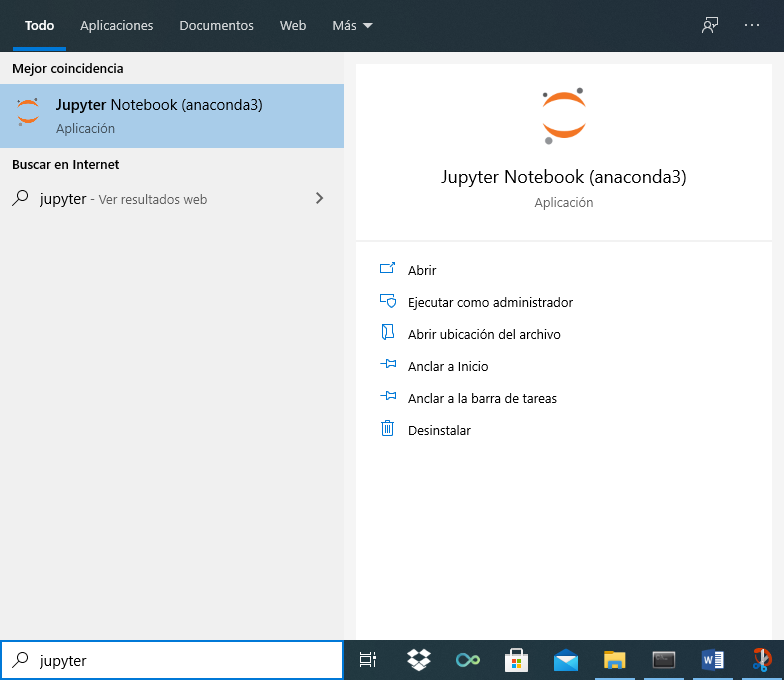 Todo Aplicaciones Documentos Web Más
Mejor coincidencia
Jupyter Notebook (anaconda3)
Aplicación
Buscar en Internet
jupyter - Ver resultados web
Jupyter Notebook (anaconda3)
Aplicación
Abrir
Ejecutar como administrador
Abrir ubicación del archivo
Anclar a Inicio
Anclar a la barra de tareas
Desinstalar
jupyter